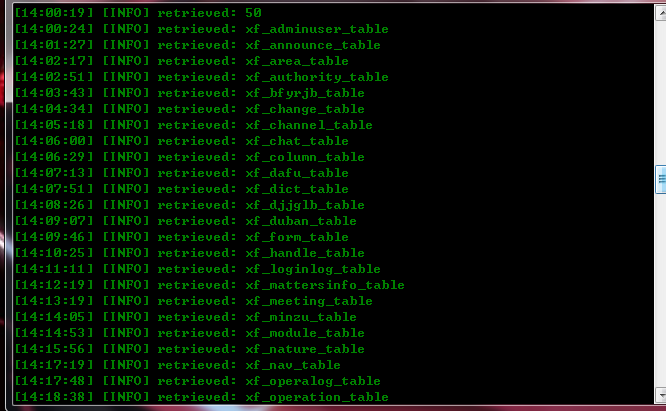 [14:00:19] [INFO] retrieved: 50
[14:00:24] [INFO] retrieved: xf_adminuser_table
[14:01:27] [INFO] retrieved: xf_announce_table
[14:02:17] [INFO] retrieved: xf_area_table
[14:02:51] [INFO] retrieved: xf_authority_table
[14:03:43] [INFO] retrieved: xf_bfyrjb_table
[14:04:34] [INFO] retrieved: xf_change_table
[14:05:18] [INFO] retrieved: xf_channel_table
[14:06:00] [INFO] retrieved: xf_chat_table
[14:06:29] [INFO] retrieved: xf_column_table
[14:07:13] [INFO] retrieved: xf_dafu_table
[14:07:51] [INFO] retrieved: xf_dict_table
[14:08:26] [INFO] retrieved: xf_djjglb_table
[14:09:07] [INFO] retrieved: xf_duban_table
[14:09:46] [INFO] retrieved: xf_form_table
[14:10:25] [INFO] retrieved: xf_handle_table
[14:11:11] [INFO] retrieved: xf_loginlog_table
[14:12:19] [INFO] retrieved: xf_mattersinfo_table
[14:13:19] [INFO] retrieved: xf_meeting_table
[14:14:05] [INFO] retrieved: xf_minzu_table
[14:14:53] [INFO] retrieved: xf_module_table
[14:15:56] [INFO] retrieved: xf_nature_table
[14:17:19] [INFO] retrieved: xf_nav_table
[14:17:48] [INFO] retrieved: xf_operalog_table
[14:18:38] [INFO] retrieved: xf_operation_table